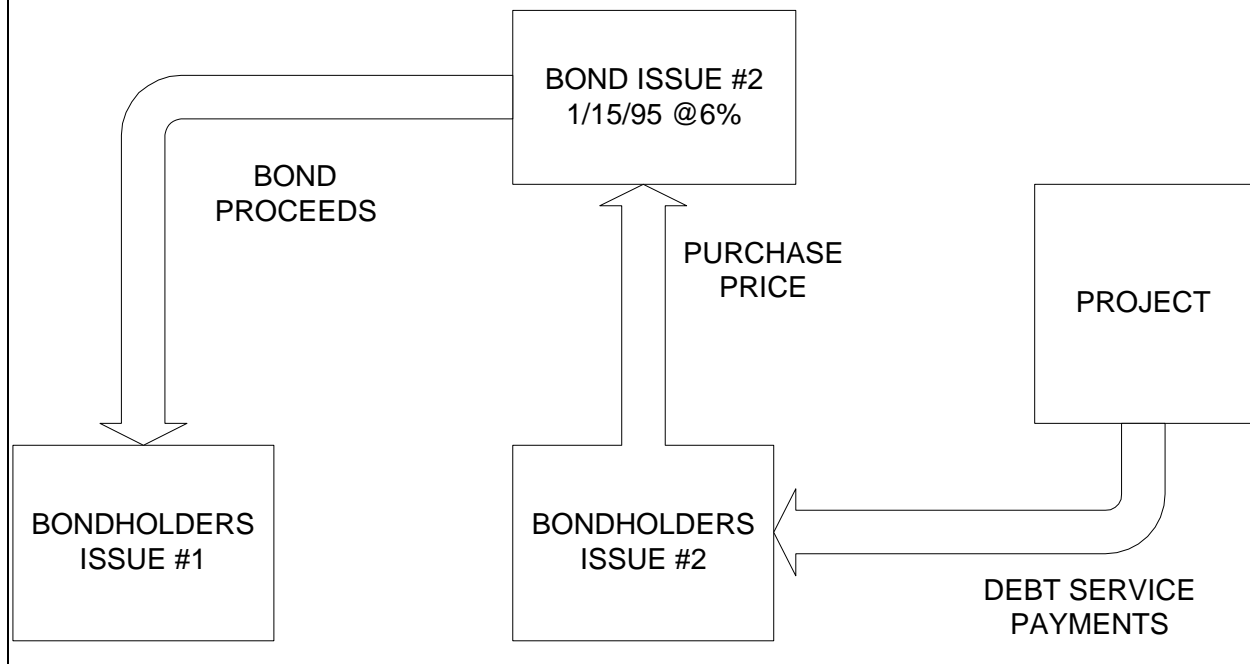 BOND ISSUE #2
1/15/95 @6%
BOND
PROCEEDS
PURCHASE
PRICE
PROJECT
BONDHOLDERS
ISSUE #1
BONDHOLDERS
ISSUE #2
DEBT SERVICE
PAYMENTS